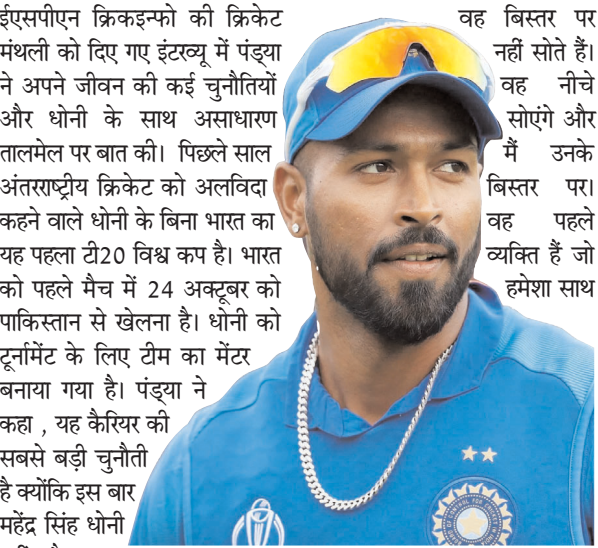 ईएसपीएन क्रिकइन्फो की क्रिकेट
मंथली को दिए गए इंटरव्यू में पंड्या
ने अपने जीवन की कई चुनौतियों
और धोनी के साथ असाधारण
तालमेल पर बात की। पिछले साल
अंतरराष्ट्रीय क्रिकेट को अलविदा
कहने वाले धोनी के बिना भारत का
यह पहला टी20 विश्व कप है। भारत
को पहले मैच में 24 अक्टूबर को
पाकिस्तान से खेलना है। धोनी को
टूर्नामेंट के लिए टीम का मेंटर
बनाया गया है। पंड्या ने
कहा , यह कैरियर की
सबसे बड़ी चुनौती
है क्योंकि इस बार
महेंद्र सिंह धोनी
वह बिस्तर पर
नहीं सोते हैं।
वह नीचे
सोएंगे और
मैं उनके
बिस्तर पर।
वह पहले
व्यक्ति हैं जो
हमेशा साथ